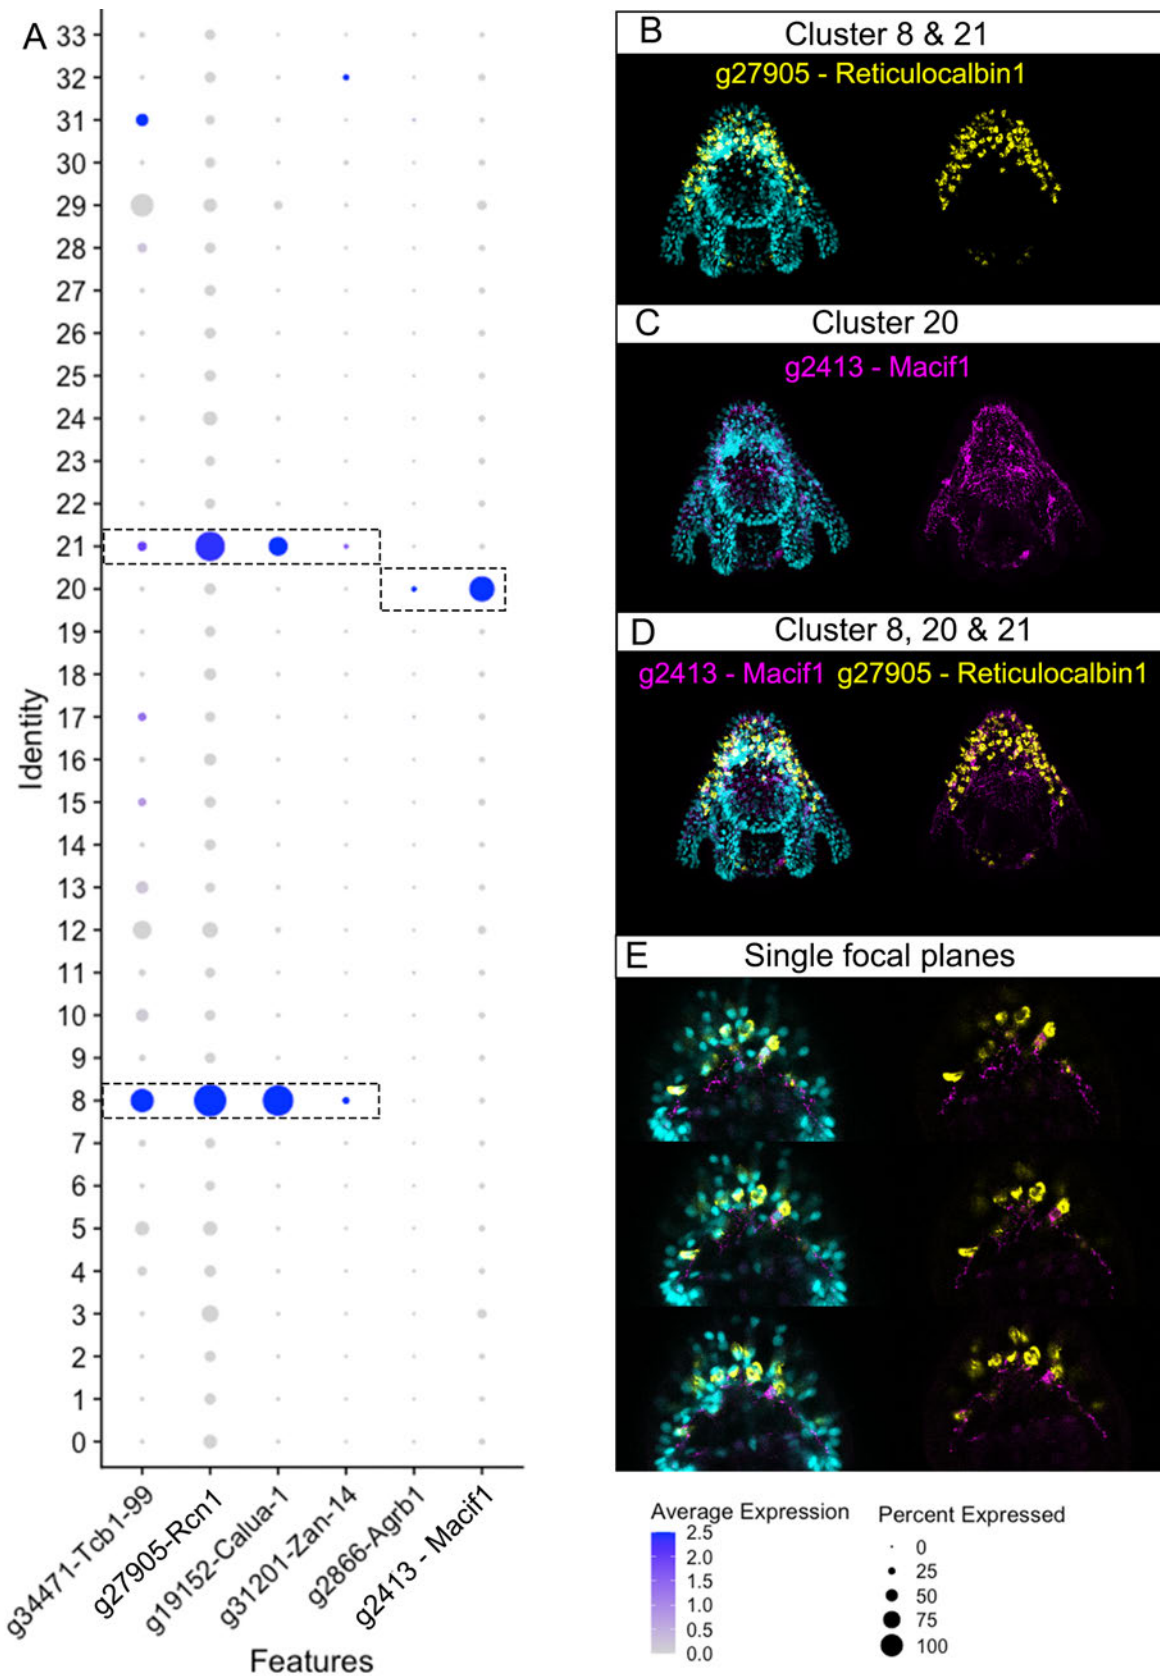 A
33
32
31
30
29
28
27
26
25
24
23
22
21
20
19
18
17
16
15
14
13
12
11
10
9
8
7
6
5
4
3
2
1
0
Identity
g34471-Tcb1-99
g27905-Rcn1
g19152-Calua-1
g31201-Zan-14
g2866-Agrb1
g2413 - Macif1
Features
B
Cluster 8 & 21
g27905 - Reticulocalbin1
C
Cluster 20
g2413 - Macif1
D
Cluster 8, 20 & 21
g2413 - Macif1 g27905 - Reticulocalbin1
E
Single focal planes
Average Expression
2.5
2.0
1.5
1.0
0.5
0.0
Percent Expressed
0
25
50
75
100